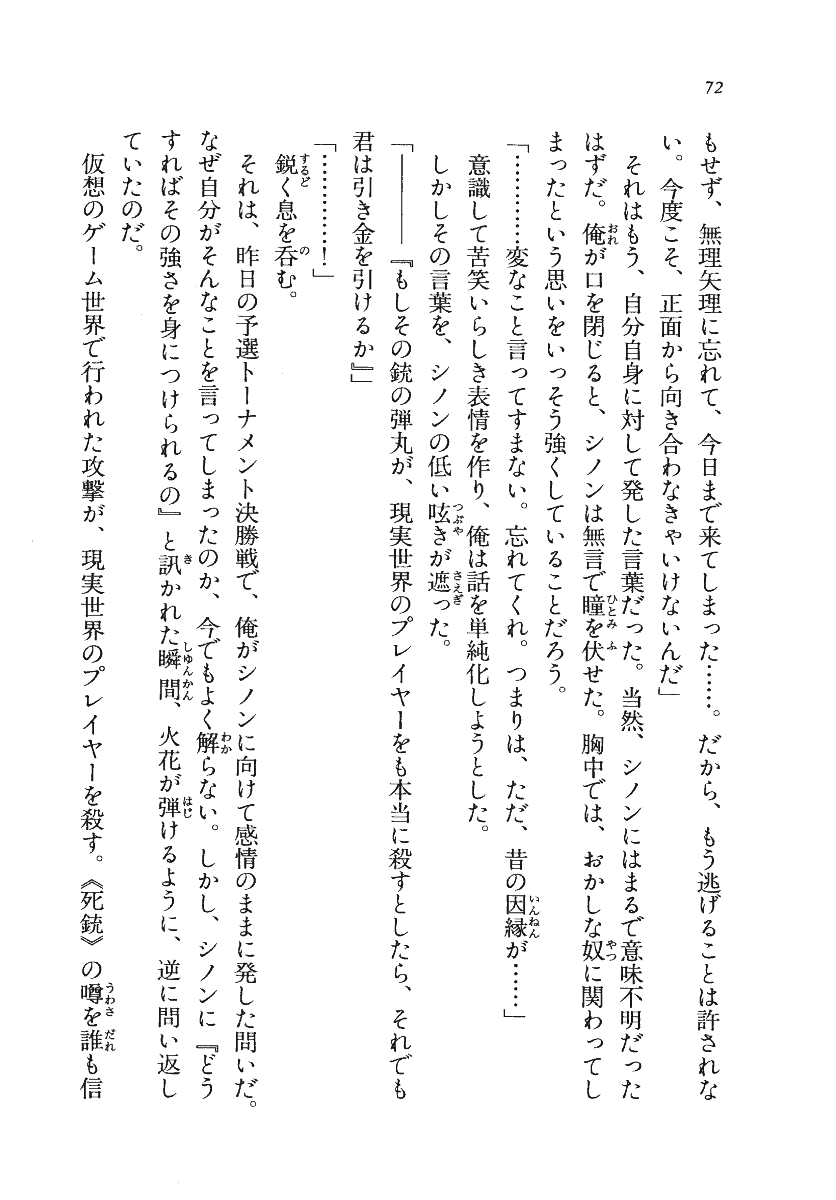 72
もせず、無理矢理に忘れて、今日まで来てしまった……。だから、もう逃げることは許されな
い。今度こそ、正面から向き合わなきゃいけないんだ」
それはもう、自分自身に対して発した言葉だった。当然、シノンにはまるで意味不明だった
はずだ。俺が口を閉じると、シノンは無言で瞳を伏せた。胸中では、おかしな奴に関わってし
まったという思いをいっそう強くしていることだろう。
「…………変なこと言ってすまない。忘れてくれ。つまりは、ただ、昔の因縁が……」
意識して苦笑いらしき表情を作り、俺は話を単純化しようとした。
しかしその言葉を、シノンの低い呟きが遮った。
「――――『もしその銃の弾丸が、現実世界のプレイヤーをも本当に殺すとしたら、それでも
君は引き金を引けるか』」
「…………！」
鋭く息を呑む。
それは、昨日の予選トーナメント決勝戦で、俺がシノンに向けて感情のままに発した問いだ。
なぜ自分がそんなことを言ってしまったのか、今でもよく解らない。しかし、シノンに『どう
すればその強さを身につけられるの』と訊かれた瞬間、火花が弾けるように、逆に問い返し
ていたのだ。
仮想のゲーム世界で行われた攻撃が、現実世界のプレイヤーを殺す。《死銃》の噂を誰も信